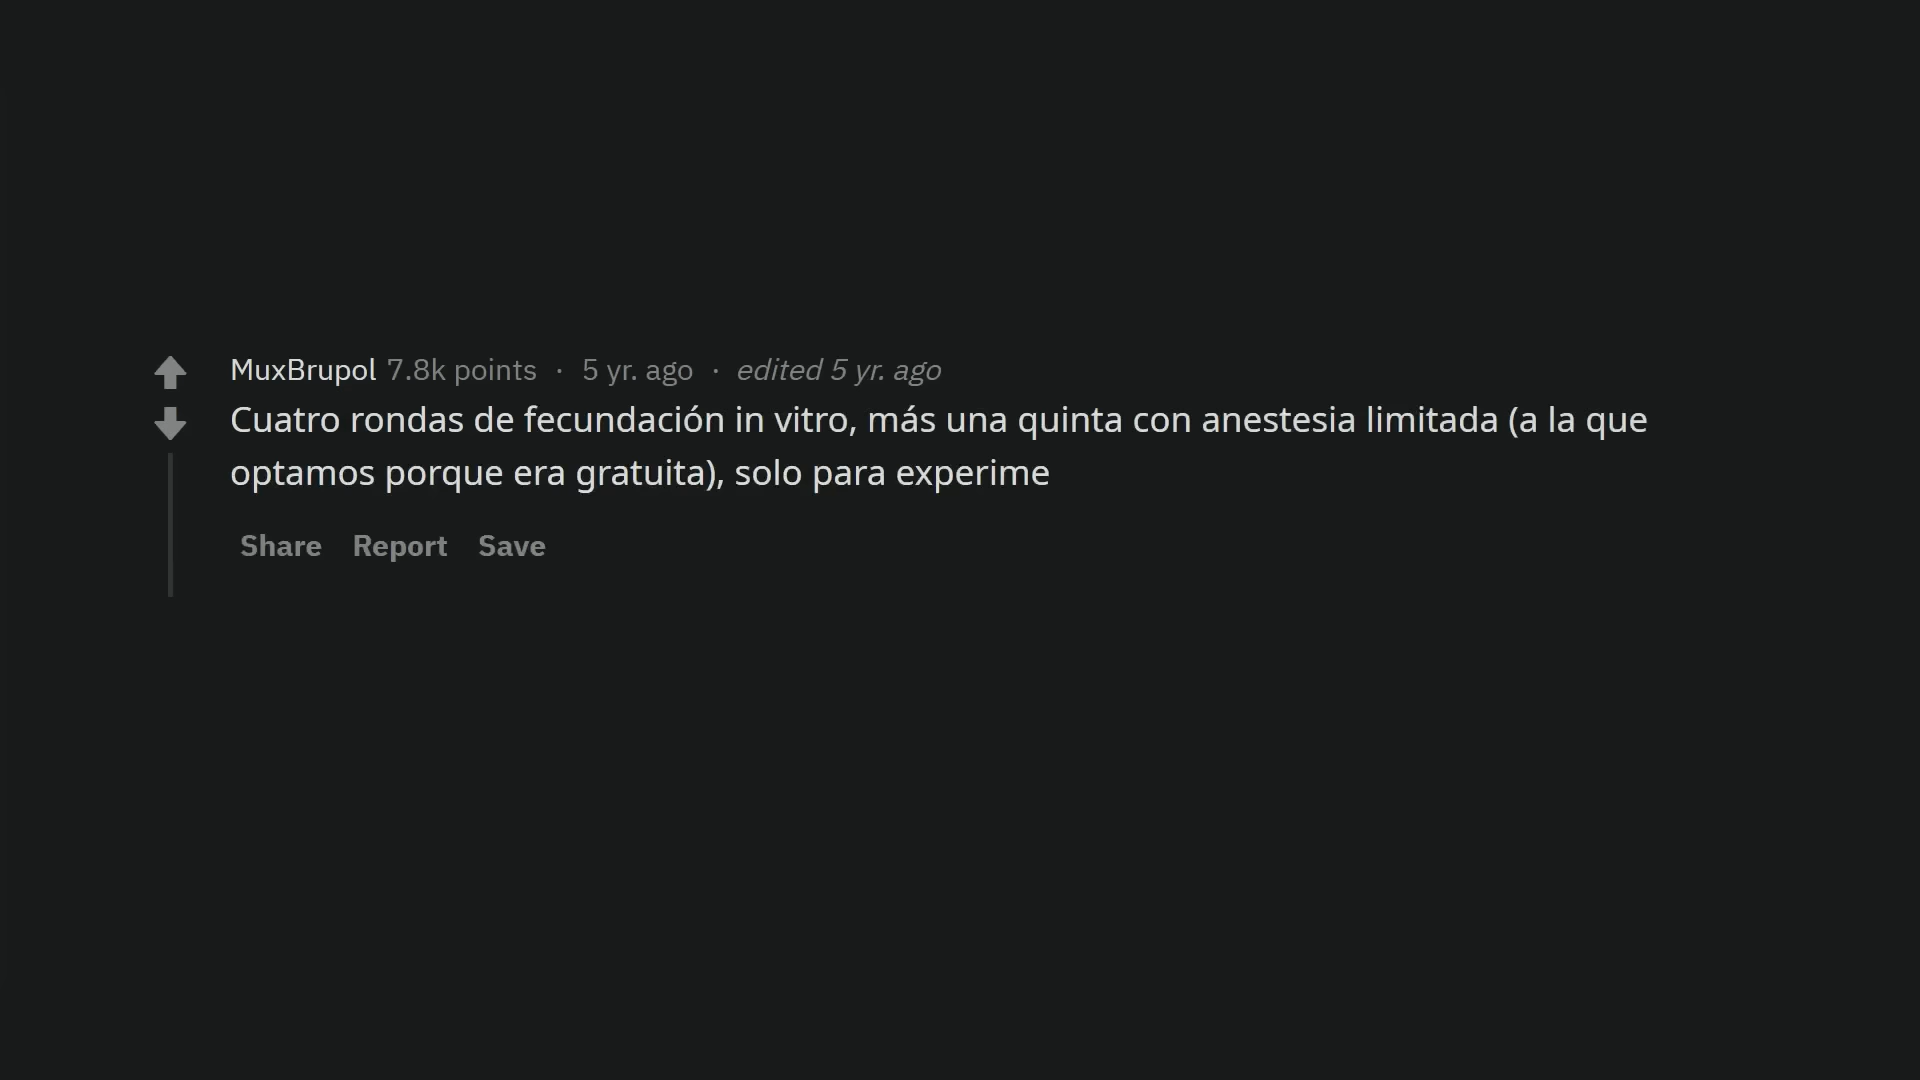 MuxBrupol 7.8k points · 5 yr. ago · edited 5 yr. ago
Cuatro rondas de fecundación in vitro, más una quinta con anestesia limitada (a la que
optamos porque era gratuita), solo para experime
Share Report Save